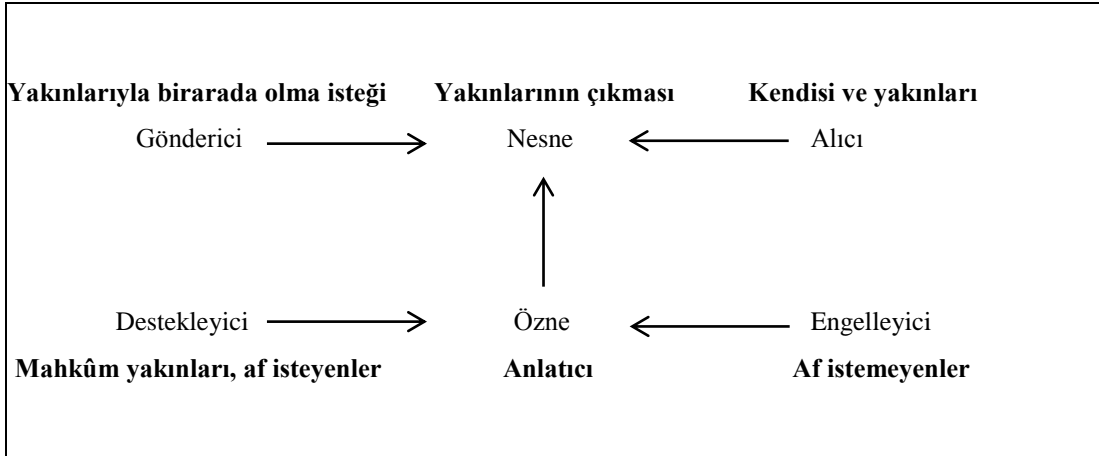 Yakınlarıyla birarada olma isteği Yakınlarının çıkması Kendisi ve yakınları
Gönderici Nesne Alıcı
Destekleyici Özne Engelleyici
Mahkûm yakınları, af isteyenler Anlatıcı Af istemeyenler